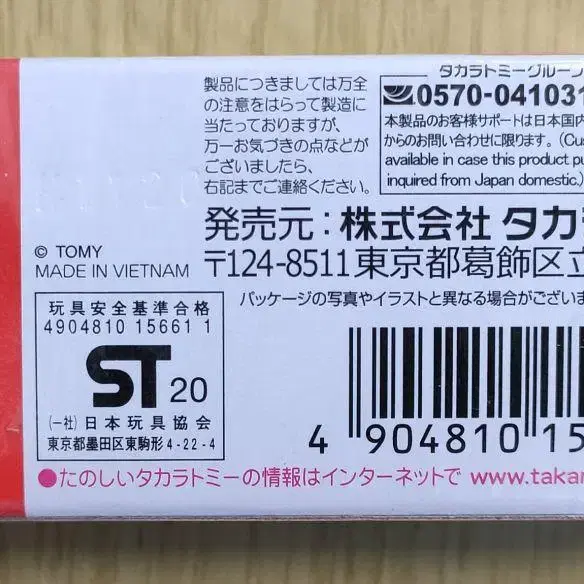 タカラトミーグループ
製品につきましては万全
の注意をはらって製造に
当たっておりますが、
万一お気づきの点などが
ございましたら、
右記までご連絡ください。
0570-041031
本製品のお客様サポートは日本国内
からのお問い合わせに限ります。(Cus
available in case this product pu
inquired from Japan domestic.)
発売元：株式会社 タカラ
〒124-8511 東京都葛飾区立
© TOMY
MADE IN VIETNAM
パッケージの写真やイラストと異なる場合がござい
玩具安全基準合格
4904810 15661 1
ST 20
(一社)日本玩具協会
東京都墨田区東駒形4-22-4
4 904810 15
●たのしいタカラトミーの情報はインターネットで www.takar